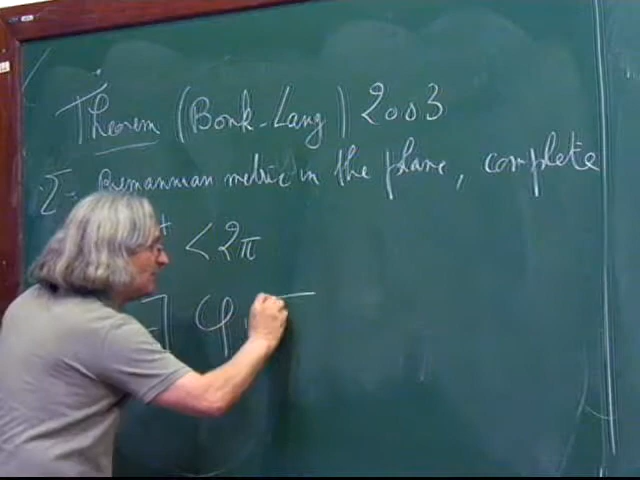 Theorem (Bonk-Lang) 2003
Σ = Riemannian metric in the plane, complete
+ < 2π
∃ φ: